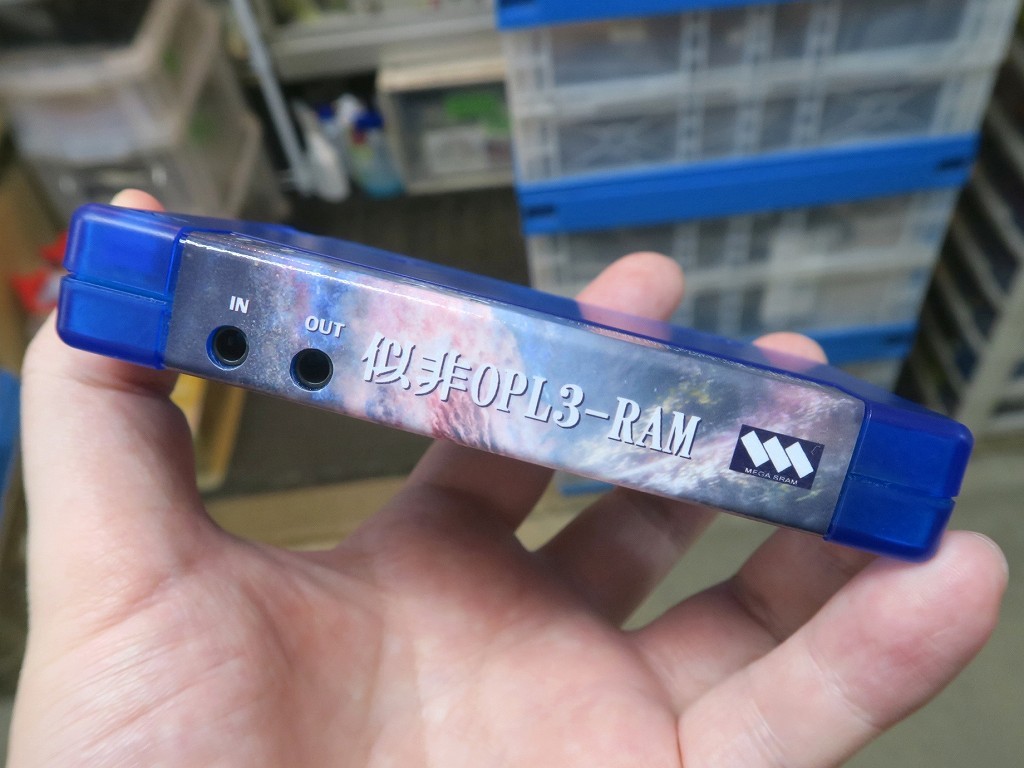 IN
OUT
似非OPL3-RAM
MEGA SRAM